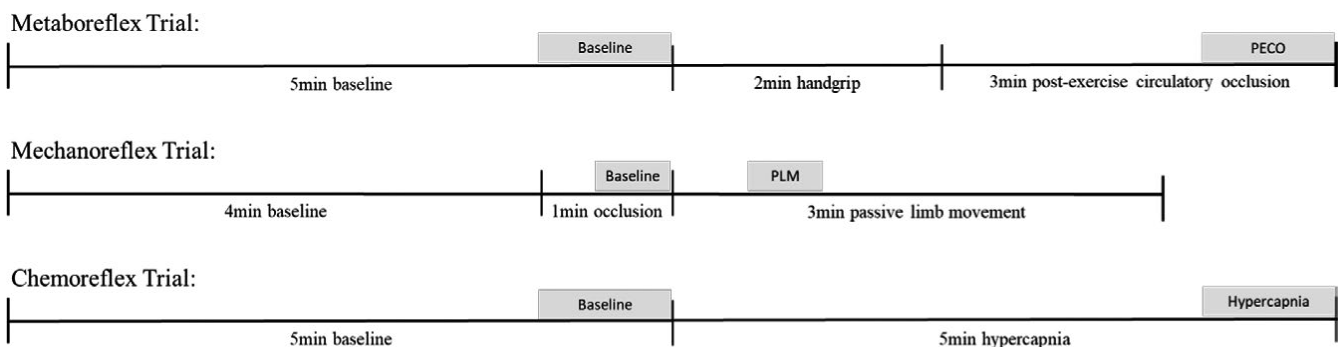 Metaboreflex Trial:
Baseline
PECO
5min baseline
2min handgrip
3min post-exercise circulatory occlusion
Mechanoreflex Trial:
Baseline
PLM
4min baseline
1min occlusion
3min passive limb movement
Chemoreflex Trial:
Baseline
Hypercapnia
5min baseline
5min hypercapnia